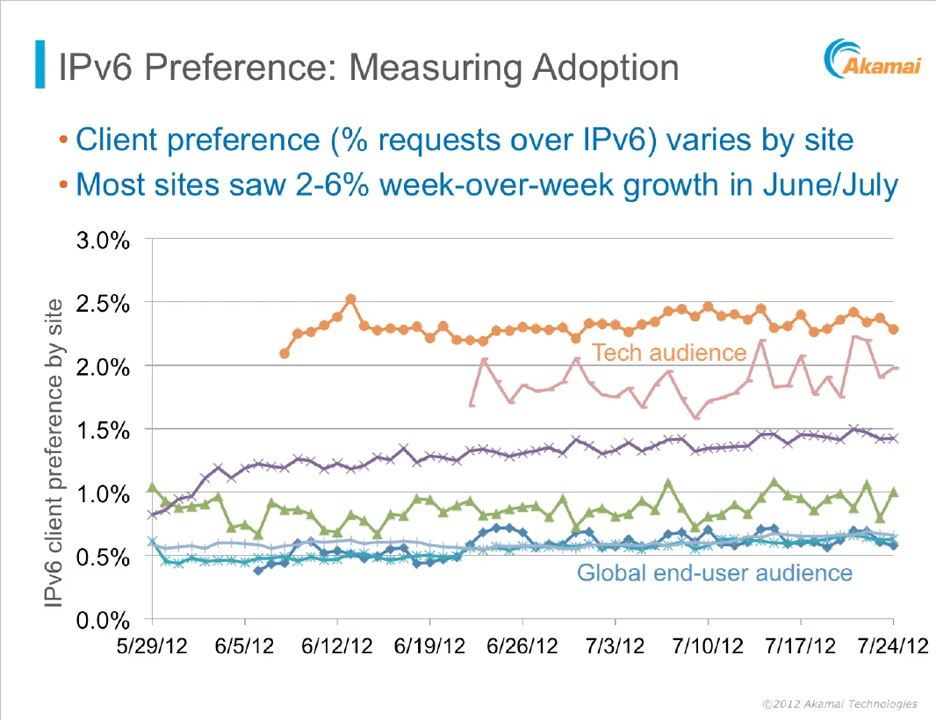 IPv6 Preference: Measuring Adoption
Akamai
• Client preference (% requests over IPv6) varies by site
• Most sites saw 2-6% week-over-week growth in June/July
IPv6 client preference by site
3.0%
2.5%
2.0%
1.5%
1.0%
0.5%
0.0%
Tech audience
Global end-user audience
5/29/12 6/5/12 6/12/12 6/19/12 6/26/12 7/3/12 7/10/12 7/17/12 7/24/12
©2012 Akamai Technologies